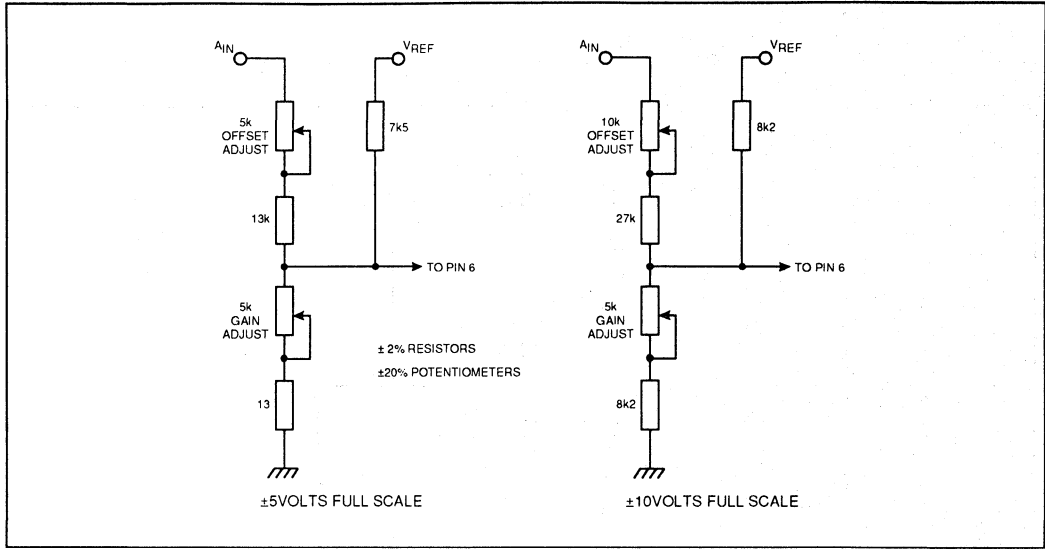 AIN
VREF
5k
OFFSET
ADJUST
7k5
13k
TO PIN 6
5k
GAIN
ADJUST
± 2% RESISTORS
±20% POTENTIOMETERS
13
±5VOLTS FULL SCALE
AIN
VREF
10k
OFFSET
ADJUST
8k2
27k
TO PIN 6
5k
GAIN
ADJUST
8k2
±10VOLTS FULL SCALE